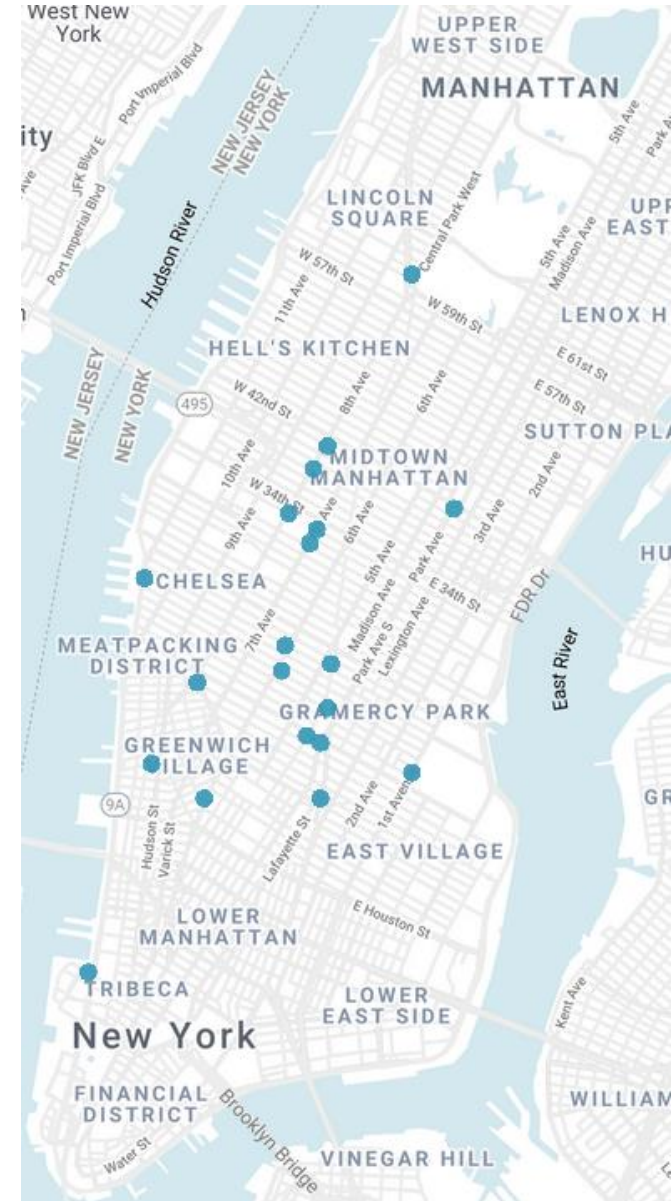 West New
York
UPPER
WEST SIDE
MANHATTAN
Port Imperial Blvd
NEW JERSEY
NEW YORK
5th Ave
Park A
ity
Ave
JFK Blvd E
Port Imperial Blvd
Hudson River
LINCOLN
SQUARE
Central Park West
UPP
EAST
5th Ave
Madison Ave
W 57th St
11th Ave
W 59th St
LENOX H
HELL'S KITCHEN
E 61st St
NEW JERSEY
NEW YORK
495
W 42nd St
8th Ave
6th Ave
E 57th St
SUTTON PLA
MIDTOWN
MANHATTAN
10th Ave
W 34th St
9th Ave
Ave
6th Ave
3rd Ave
2nd Ave
5th Ave
Park Ave
HU
CHELSEA
Madison Ave
Park Ave S
Lexington Ave
E 34th St
FDR Dr
7th Ave
MEATPACKING
DISTRICT
East River
GRAMERCY PARK
GREENWICH
VILLAGE
9A
Hudson St
Varick St
Lafayette St
2nd Ave
1st Avenu
GR
EAST VILLAGE
E Houston St
LOWER
MANHATTAN
TRIBECA
LOWER
EAST SIDE
Kent Ave
New York
FINANCIAL
DISTRICT
Brooklyn Bridge
WILLIAM
Water St
VINEGAR HILL